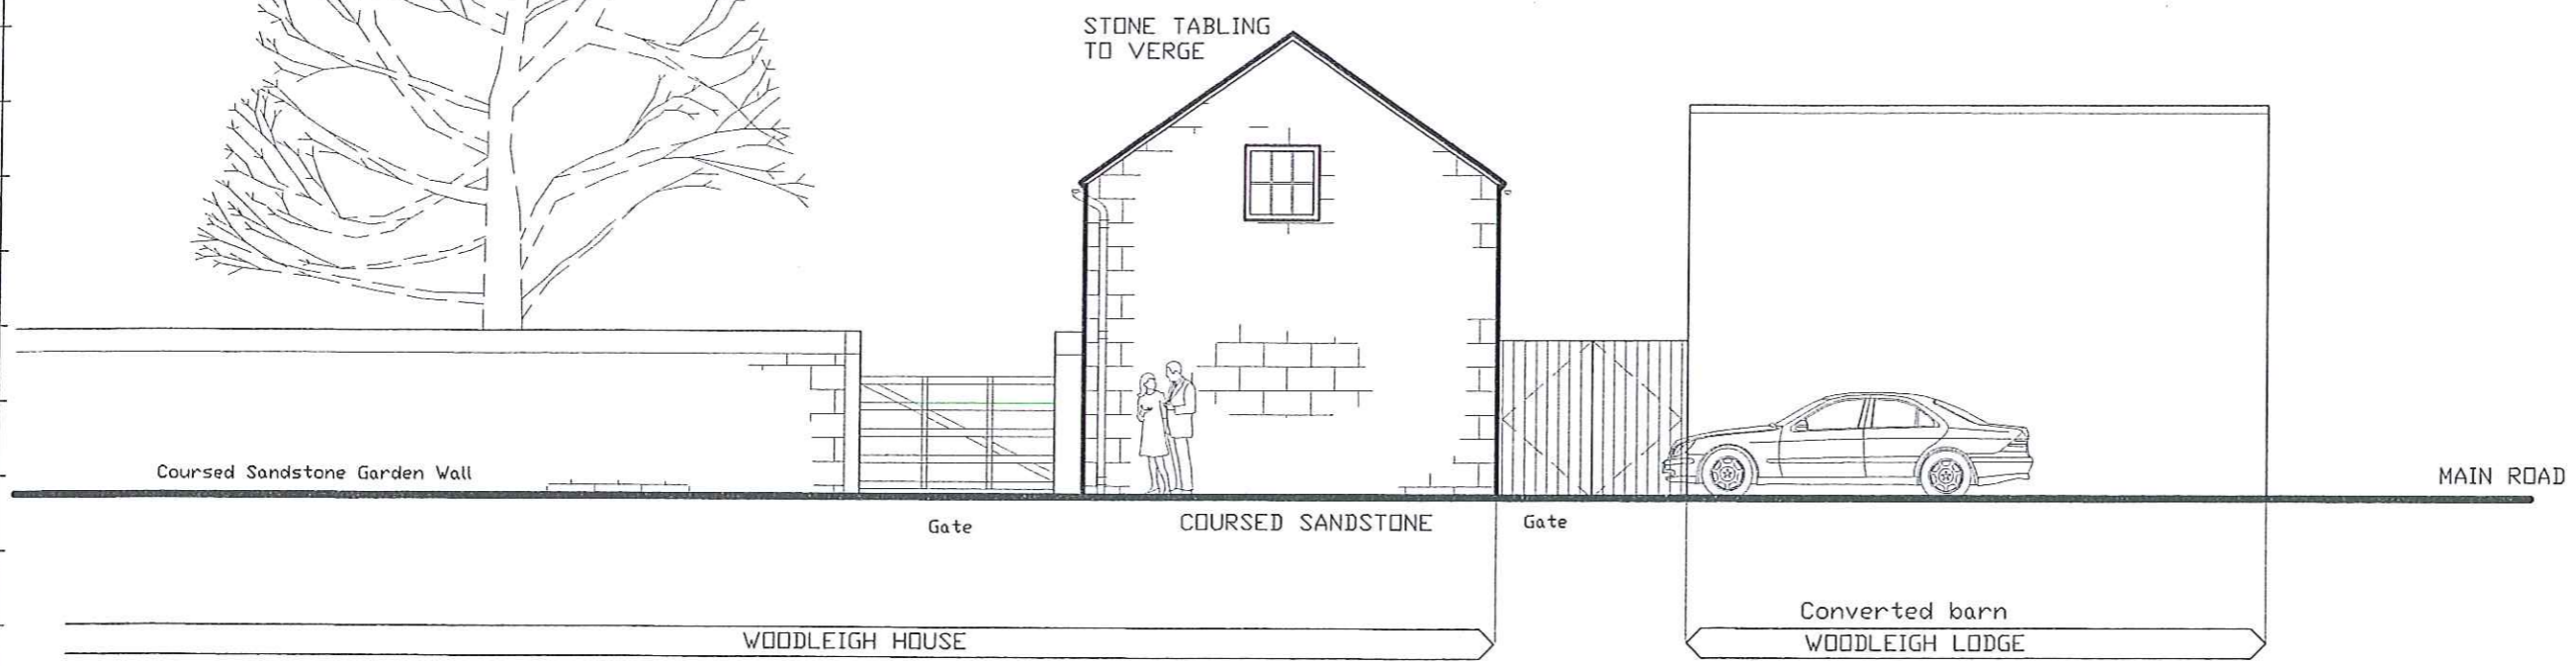 STONE TABLING
TO VERGE
Coursed Sandstone Garden Wall
MAIN ROAD
Gate
COURSED SANDSTONE
Gate
Converted barn
WOODLEIGH HOUSE
WOODLEIGH LODGE